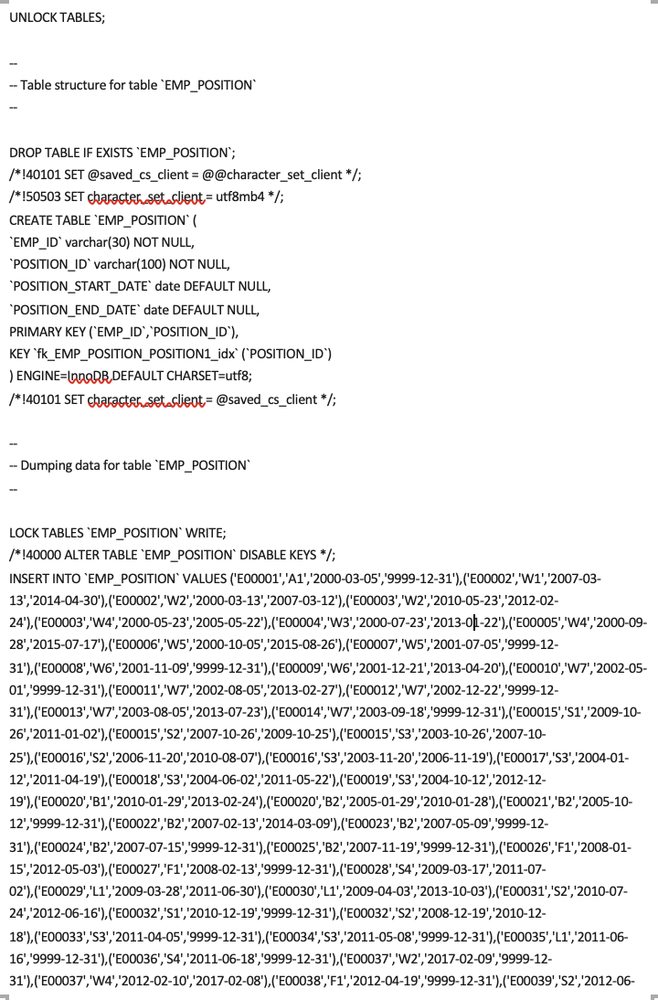 UNLOCK TABLES;
--
-- Table structure for table `EMP_POSITION`
--
DROP TABLE IF EXISTS `EMP_POSITION`;
/*!40101 SET @saved_cs_client = @@character_set_client */;
/*!50503 SET character_set_client = utf8mb4 */;
CREATE TABLE `EMP_POSITION` (
`EMP_ID` varchar(30) NOT NULL,
`POSITION_ID` varchar(100) NOT NULL,
`POSITION_START_DATE` date DEFAULT NULL,
`POSITION_END_DATE` date DEFAULT NULL,
PRIMARY KEY (`EMP_ID`,`POSITION_ID`),
KEY `fk_EMP_POSITION_POSITION1_idx` (`POSITION_ID`)
) ENGINE=InnoDB DEFAULT CHARSET=utf8;
/*!40101 SET character_set_client = @saved_cs_client */;
--
-- Dumping data for table `EMP_POSITION`
--
LOCK TABLES `EMP_POSITION` WRITE;
/*!40000 ALTER TABLE `EMP_POSITION` DISABLE KEYS */;
INSERT INTO `EMP_POSITION` VALUES ('E00001','A1','2000-03-05','9999-12-31'),('E00002','W1','2007-03-
13','2014-04-30'),('E00002','W2','2000-03-13','2007-03-12'),('E00003','W2','2010-05-23','2012-02-
24'),('E00003','W4','2000-05-23','2005-05-22'),('E00004','W3','2000-07-23','2013-01-22'),('E00005','W4','2000-09-
28','2015-07-17'),('E00006','W5','2000-10-05','2015-08-26'),('E00007','W5','2001-07-05','9999-12-
31'),('E00008','W6','2001-11-09','9999-12-31'),('E00009','W6','2001-12-21','2013-04-20'),('E00010','W7','2002-05-
01','9999-12-31'),('E00011','W7','2002-08-05','2013-02-27'),('E00012','W7','2002-12-22','9999-12-
31'),('E00013','W7','2003-08-05','2013-07-23'),('E00014','W7','2003-09-18','9999-12-31'),('E00015','S1','2009-10-
26','2011-01-02'),('E00015','S2','2007-10-26','2009-10-25'),('E00015','S3','2003-10-26','2007-10-
25'),('E00016','S2','2006-11-20','2010-08-07'),('E00016','S3','2003-11-20','2006-11-19'),('E00017','S3','2004-01-
12','2011-04-19'),('E00018','S3','2004-06-02','2011-05-22'),('E00019','S3','2004-10-12','2012-12-
19'),('E00020','B1','2010-01-29','2013-02-24'),('E00020','B2','2005-01-29','2010-01-28'),('E00021','B2','2005-10-
12','9999-12-31'),('E00022','B2','2007-02-13','2014-03-09'),('E00023','B2','2007-05-09','9999-12-
31'),('E00024','B2','2007-07-15','9999-12-31'),('E00025','B2','2007-11-19','9999-12-31'),('E00026','F1','2008-01-
15','2012-05-03'),('E00027','F1','2008-02-13','9999-12-31'),('E00028','S4','2009-03-17','2011-07-
02'),('E00029','L1','2009-03-28','2011-06-30'),('E00030','L1','2009-04-03','2013-10-03'),('E00031','S2','2010-07-
24','2012-06-16'),('E00032','S1','2010-12-19','9999-12-31'),('E00032','S2','2008-12-19','2010-12-
18'),('E00033','S3','2011-04-05','9999-12-31'),('E00034','S3','2011-05-08','9999-12-31'),('E00035','L1','2011-06-
16','9999-12-31'),('E00036','S4','2011-06-18','9999-12-31'),('E00037','W2','2017-02-09','9999-12-
31'),('E00037','W4','2012-02-10','2017-02-08'),('E00038','F1','2012-04-19','9999-12-31'),('E00039','S2','2012-06-